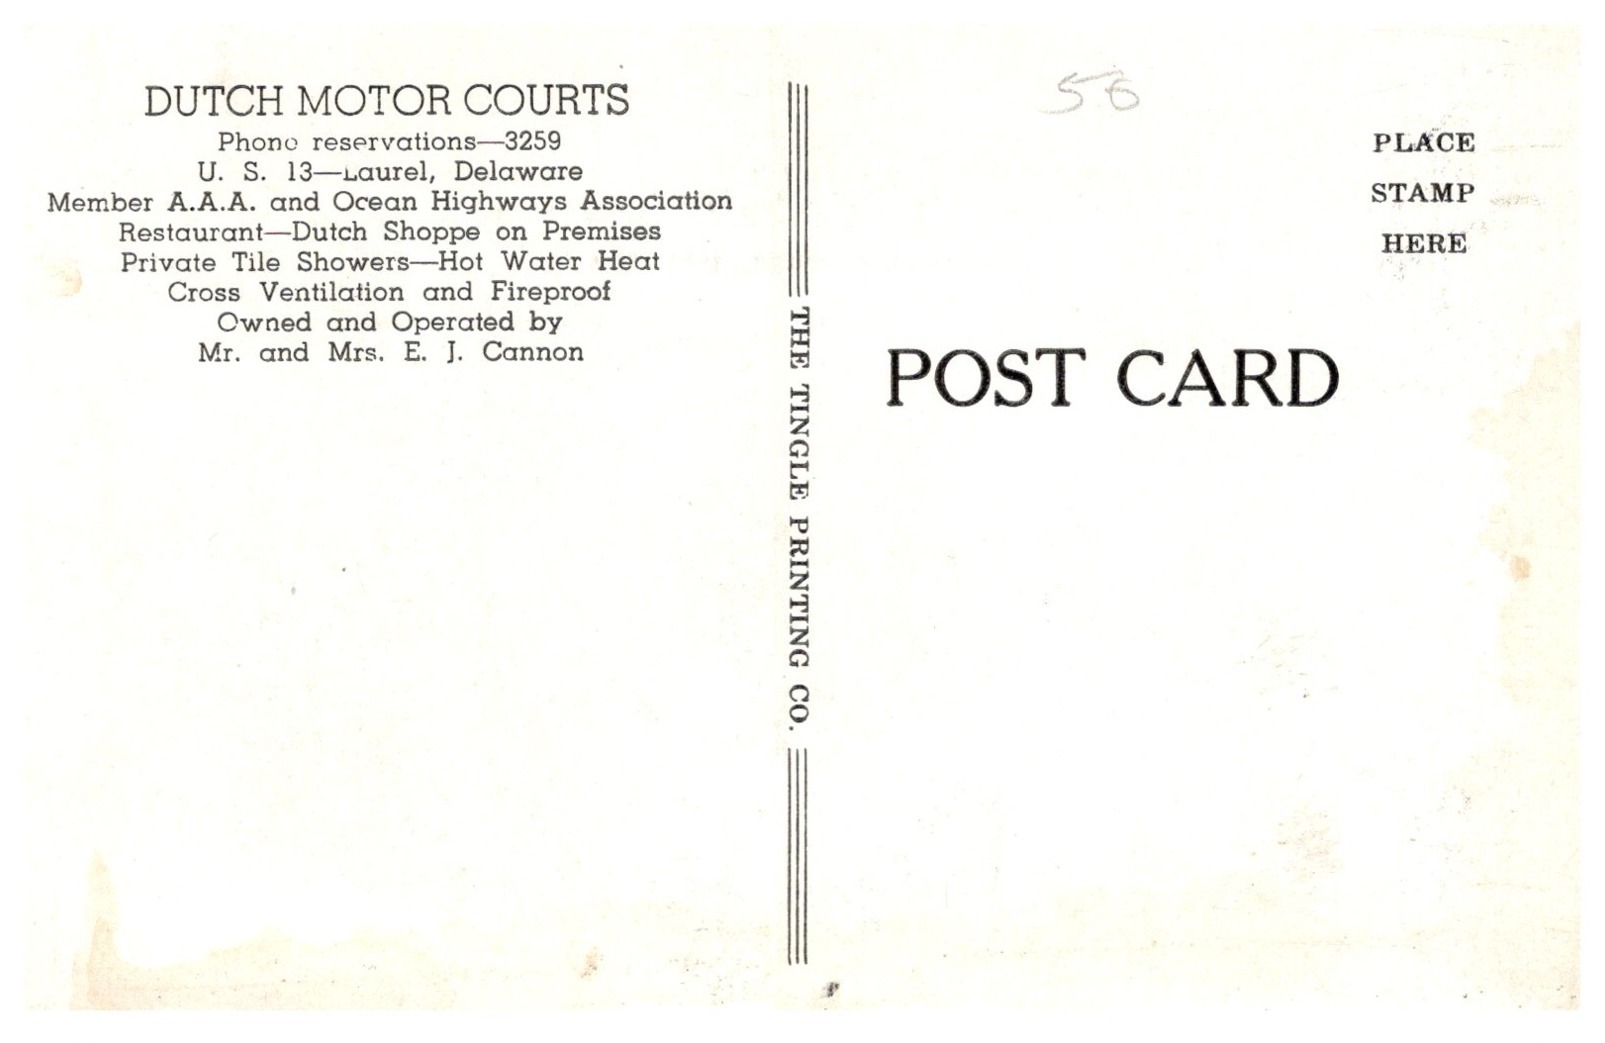 DUTCH MOTOR COURTS
Phone reservations—3259
U. S. 13—Laurel, Delaware
Member A.A.A. and Ocean Highways Association
Restaurant—Dutch Shoppe on Premises
Private Tile Showers—Hot Water Heat
Cross Ventilation and Fireproof
Owned and Operated by
Mr. and Mrs. E. J. Cannon
THE TINGLE PRINTING CO.
56
PLACE
STAMP
HERE
POST CARD